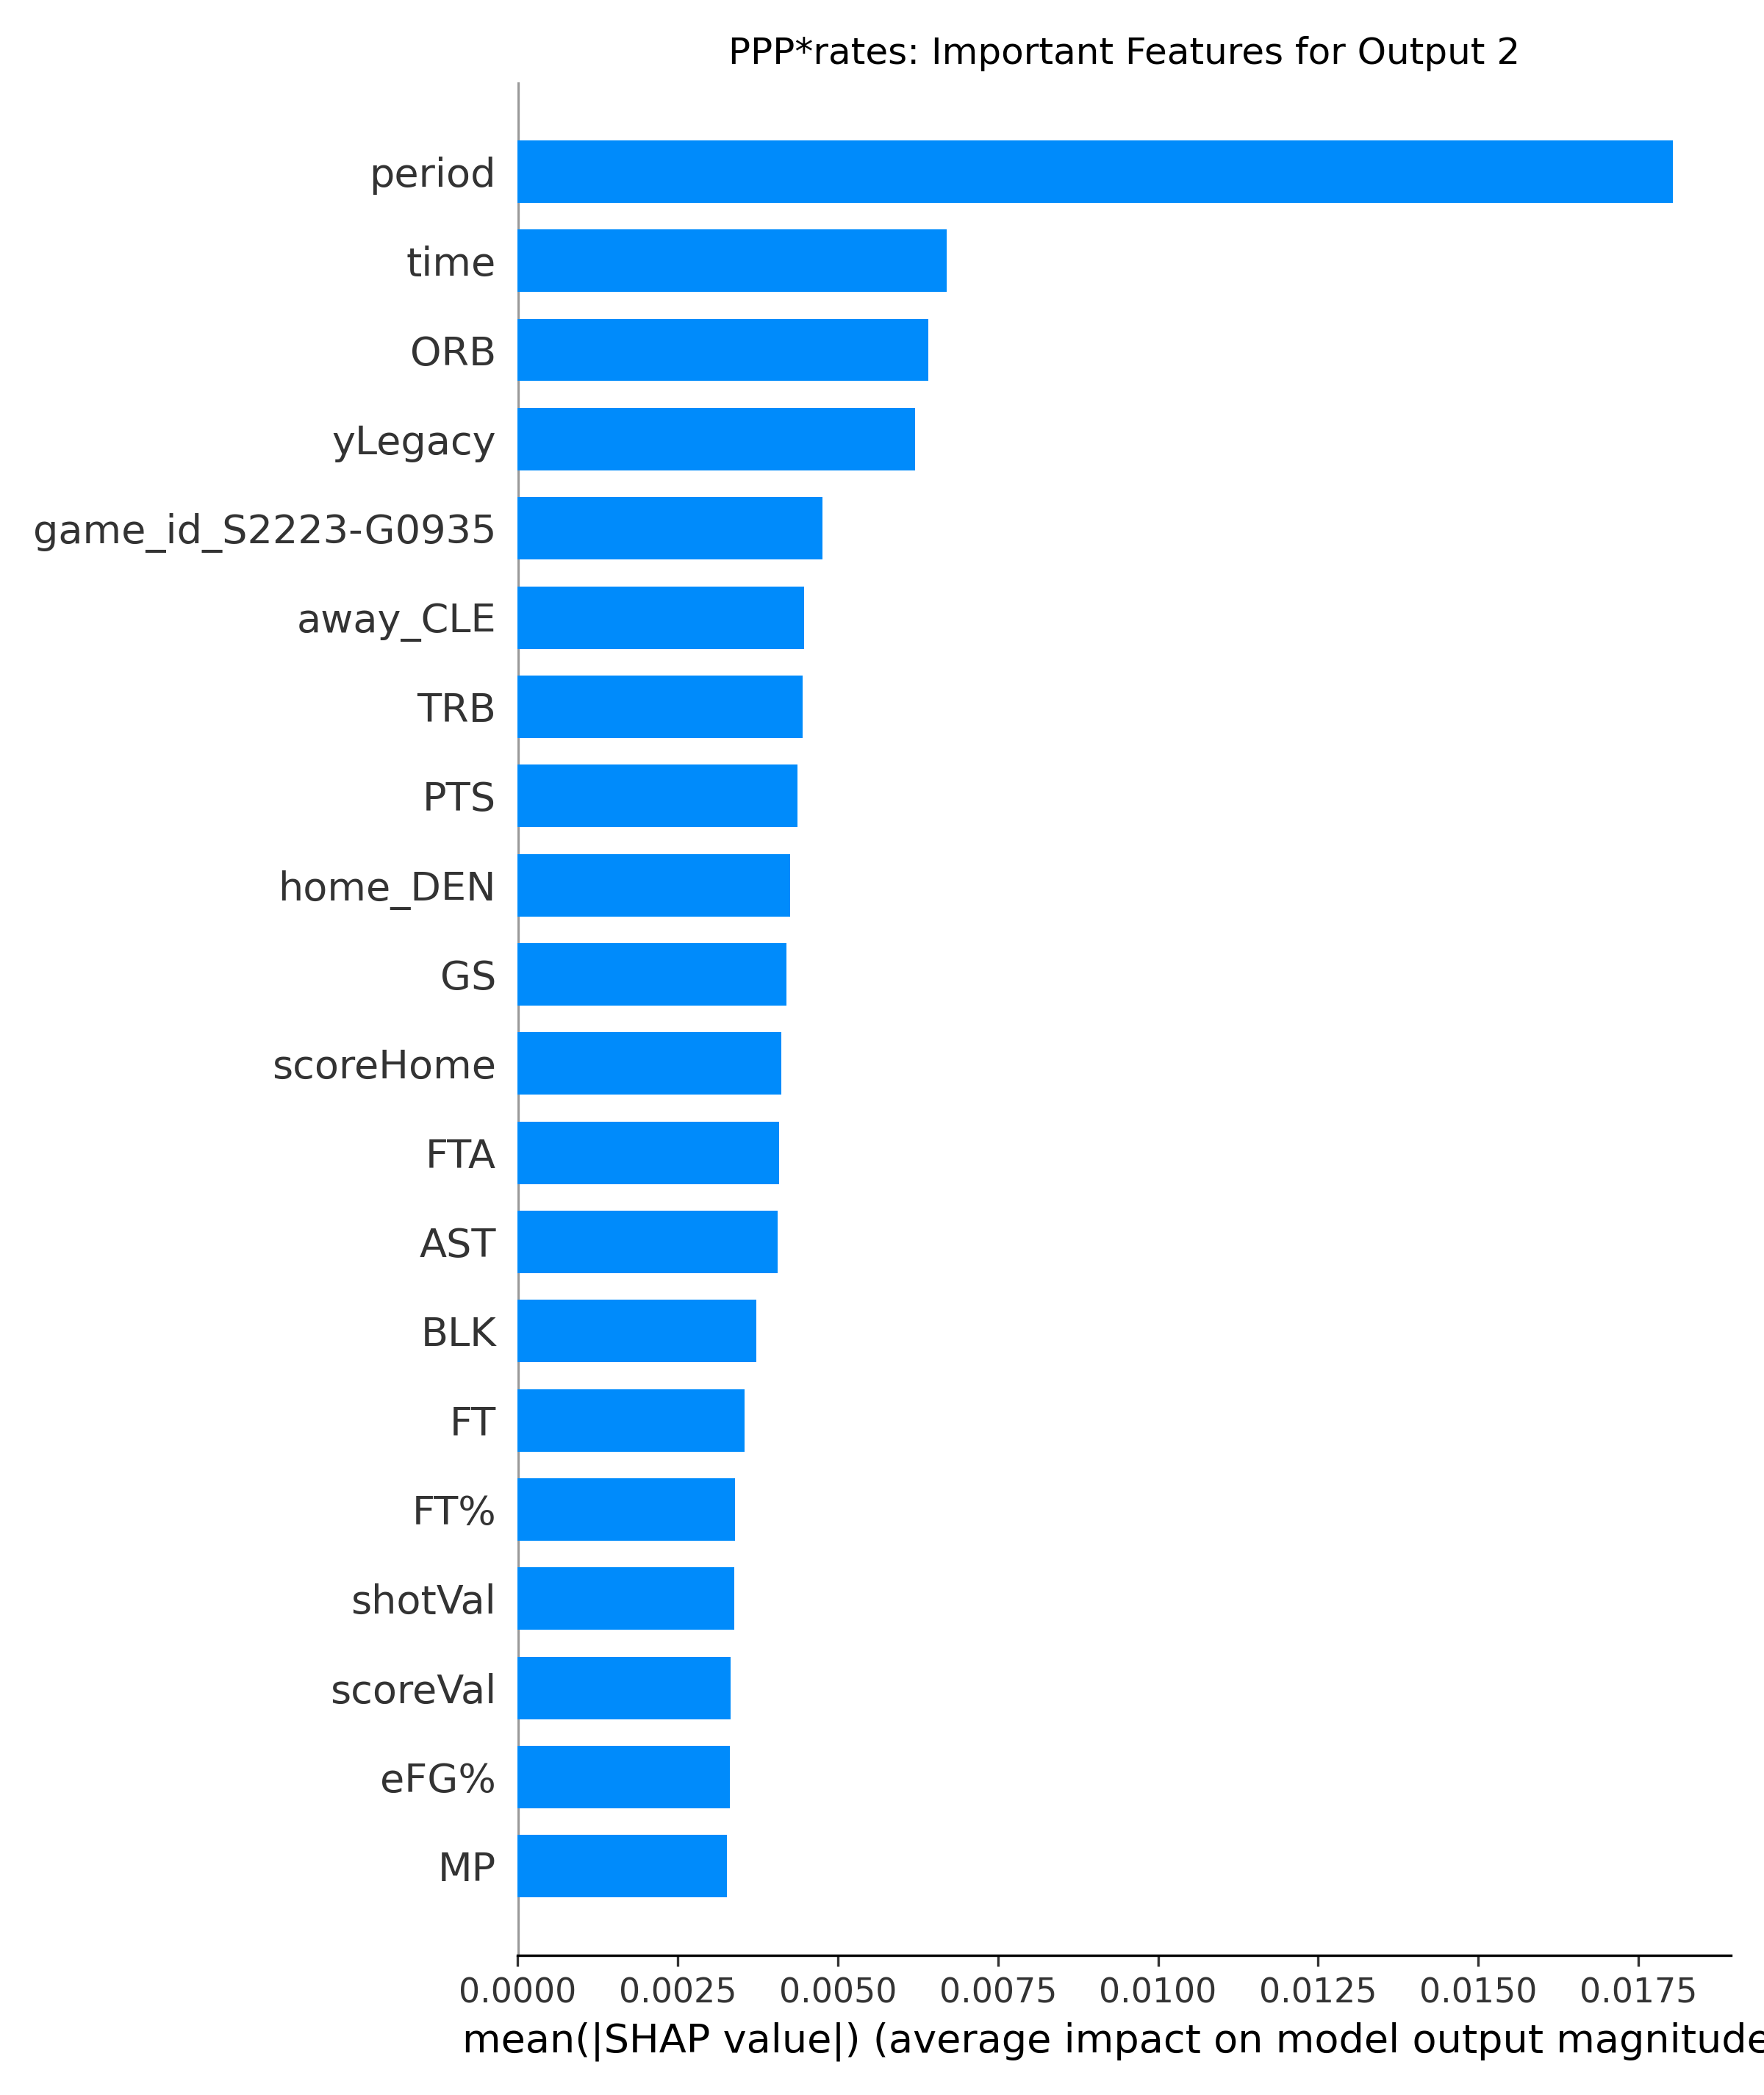 PPP*rates: Important Features for Output 2
period
time
ORB
yLegacy
game_id_S2223-G0935
away_CLE
TRB
PTS
home_DEN
GS
scoreHome
FTA
AST
BLK
FT
FT%
shotVal
scoreVal
eFG%
MP
0.0000 0.0025 0.0050 0.0075 0.0100 0.0125 0.0150 0.0175
mean(|SHAP value|) (average impact on model output magnitude